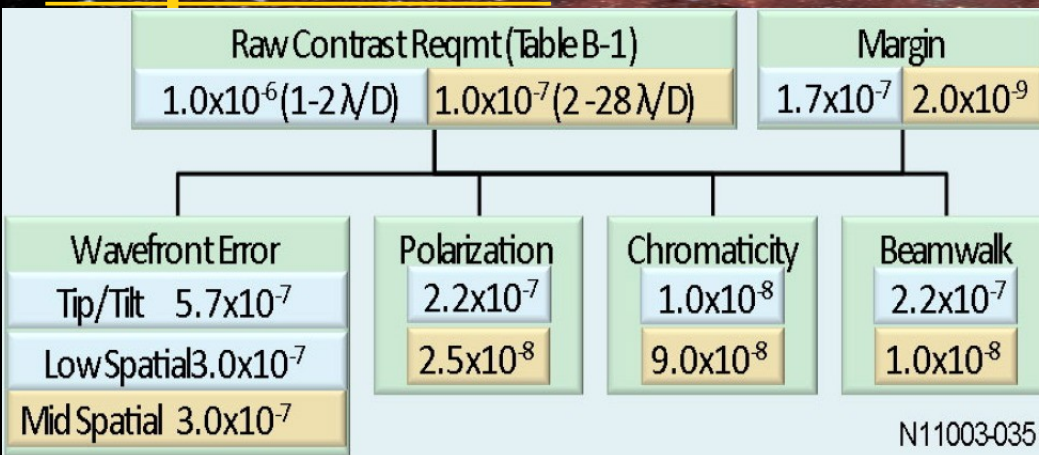 Raw Contrast Reqmt (Table B-1)
1.0x10⁻⁶ (1-2 λ/D) 1.0x10⁻⁷ (2-28 λ/D)
Margin
1.7x10⁻⁷ 2.0x10⁻⁹
Wavefront Error
Tip/Tilt 5.7x10⁻⁷
Low Spatial 3.0x10⁻⁷
Mid Spatial 3.0x10⁻⁷
Polarization
2.2x10⁻⁷
2.5x10⁻⁸
Chromaticity
1.0x10⁻⁸
9.0x10⁻⁸
Beamwalk
2.2x10⁻⁷
1.0x10⁻⁸
N11003-035